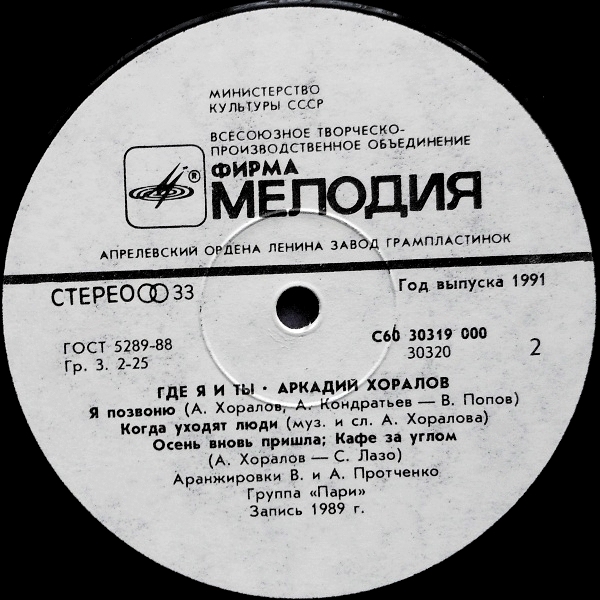 МИНИСТЕРСТВО
КУЛЬТУРЫ СССР
ВСЕСОЮЗНОЕ ТВОРЧЕСКО-
ПРОИЗВОДСТВЕННОЕ ОБЪЕДИНЕНИЕ
ФИРМА
®
МЕЛОДИЯ
АПРЕЛЕВСКИЙ ОРДЕНА ЛЕНИНА ЗАВОД ГРАМПЛАСТИНОК
СТЕРЕО 33
Год выпуска 1991
ГОСТ 5289-88
Гр. 3. 2-25
С60 30319 000
30320
2
ГДЕ Я И ТЫ · АРКАДИЙ ХОРАЛОВ
Я позвоню (А. Хоралов, А. Кондратьев — В. Попов)
Когда уходят люди (муз. и сл. А. Хоралова)
Осень вновь пришла; Кафе за углом
(А. Хоралов — С. Лазо)
Аранжировки В. и А. Протченко
Группа «Пари»
Запись 1989 г.